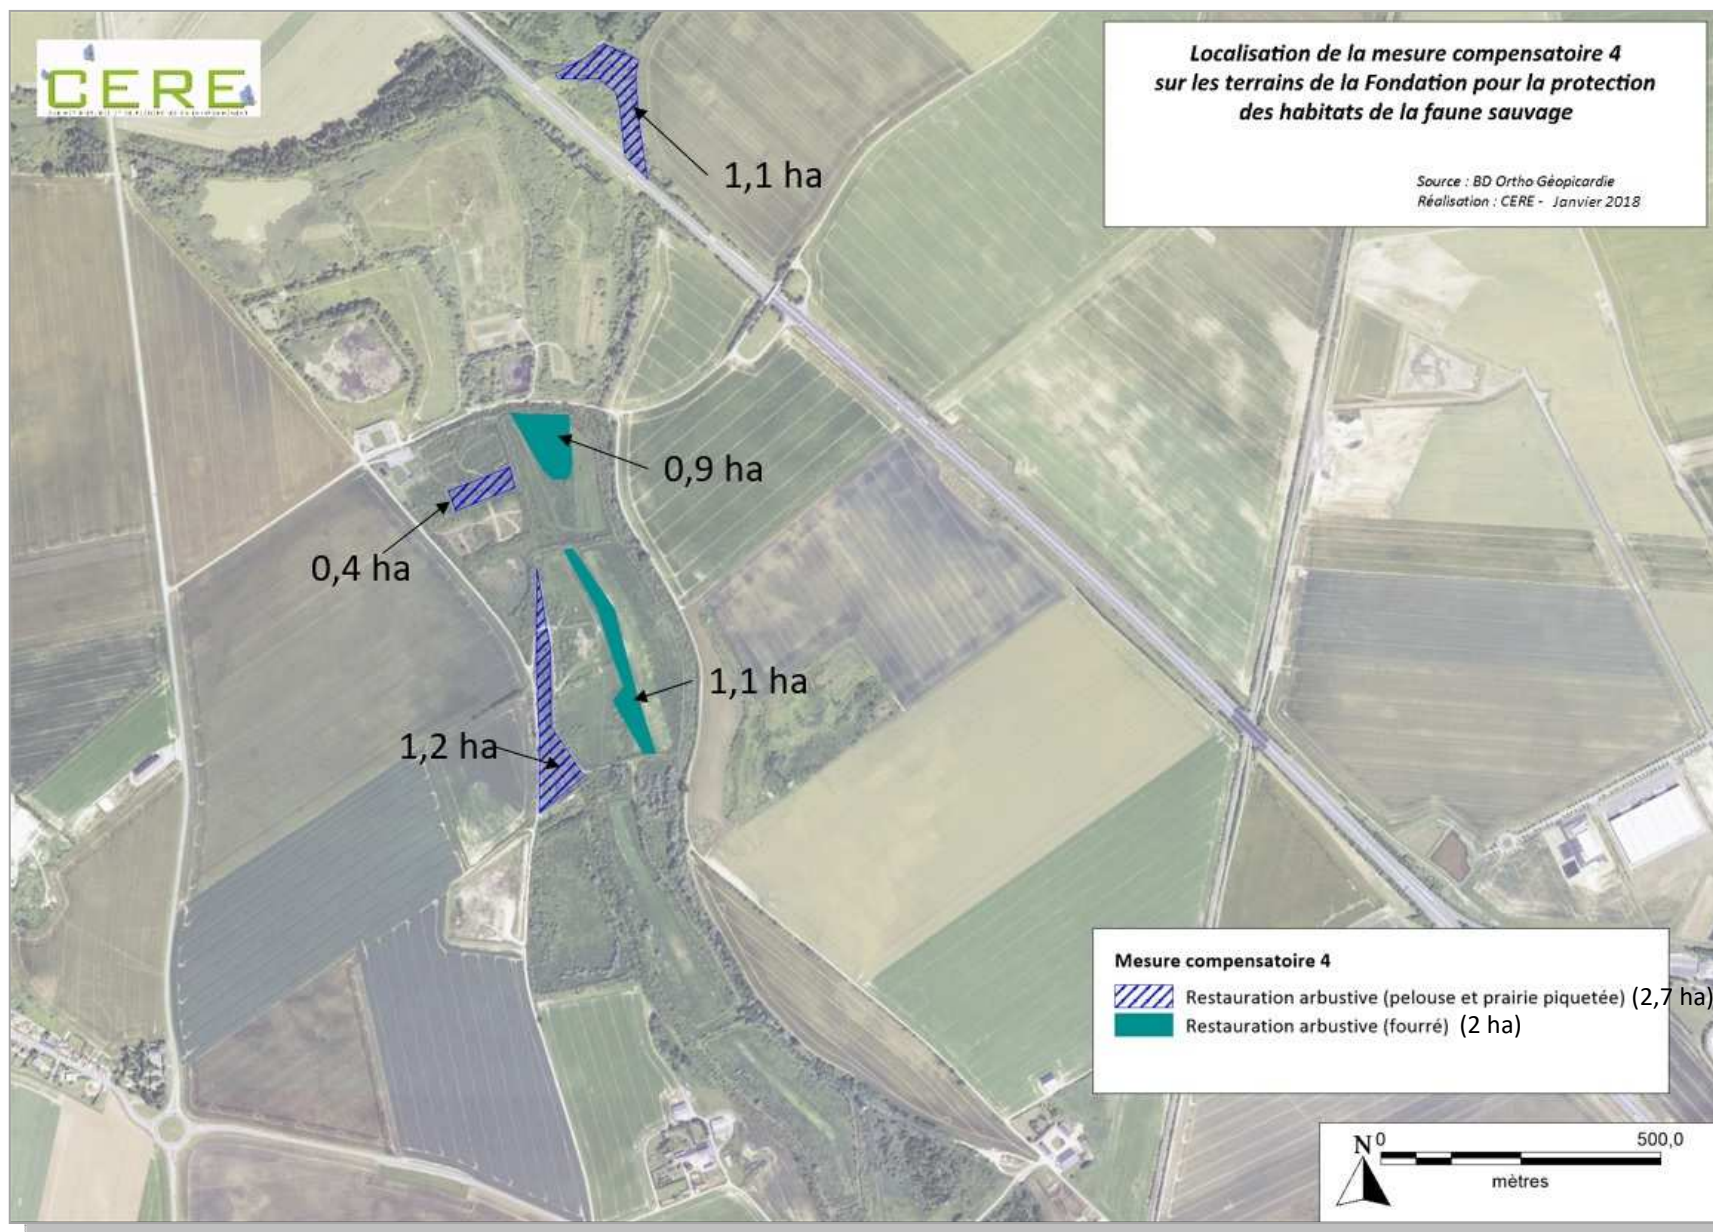 CERE
Localisation de la mesure compensatoire 4
sur les terrains de la Fondation pour la protection
des habitats de la faune sauvage
Source : BD Ortho Géopicardie
Réalisation : CERE - Janvier 2018
1,1 ha
0,9 ha
0,4 ha
1,1 ha
1,2 ha
Mesure compensatoire 4
Restauration arbustive (pelouse et prairie piquetée) (2,7 ha)
Restauration arbustive (fourré) (2 ha)
N 0 500,0
mètres